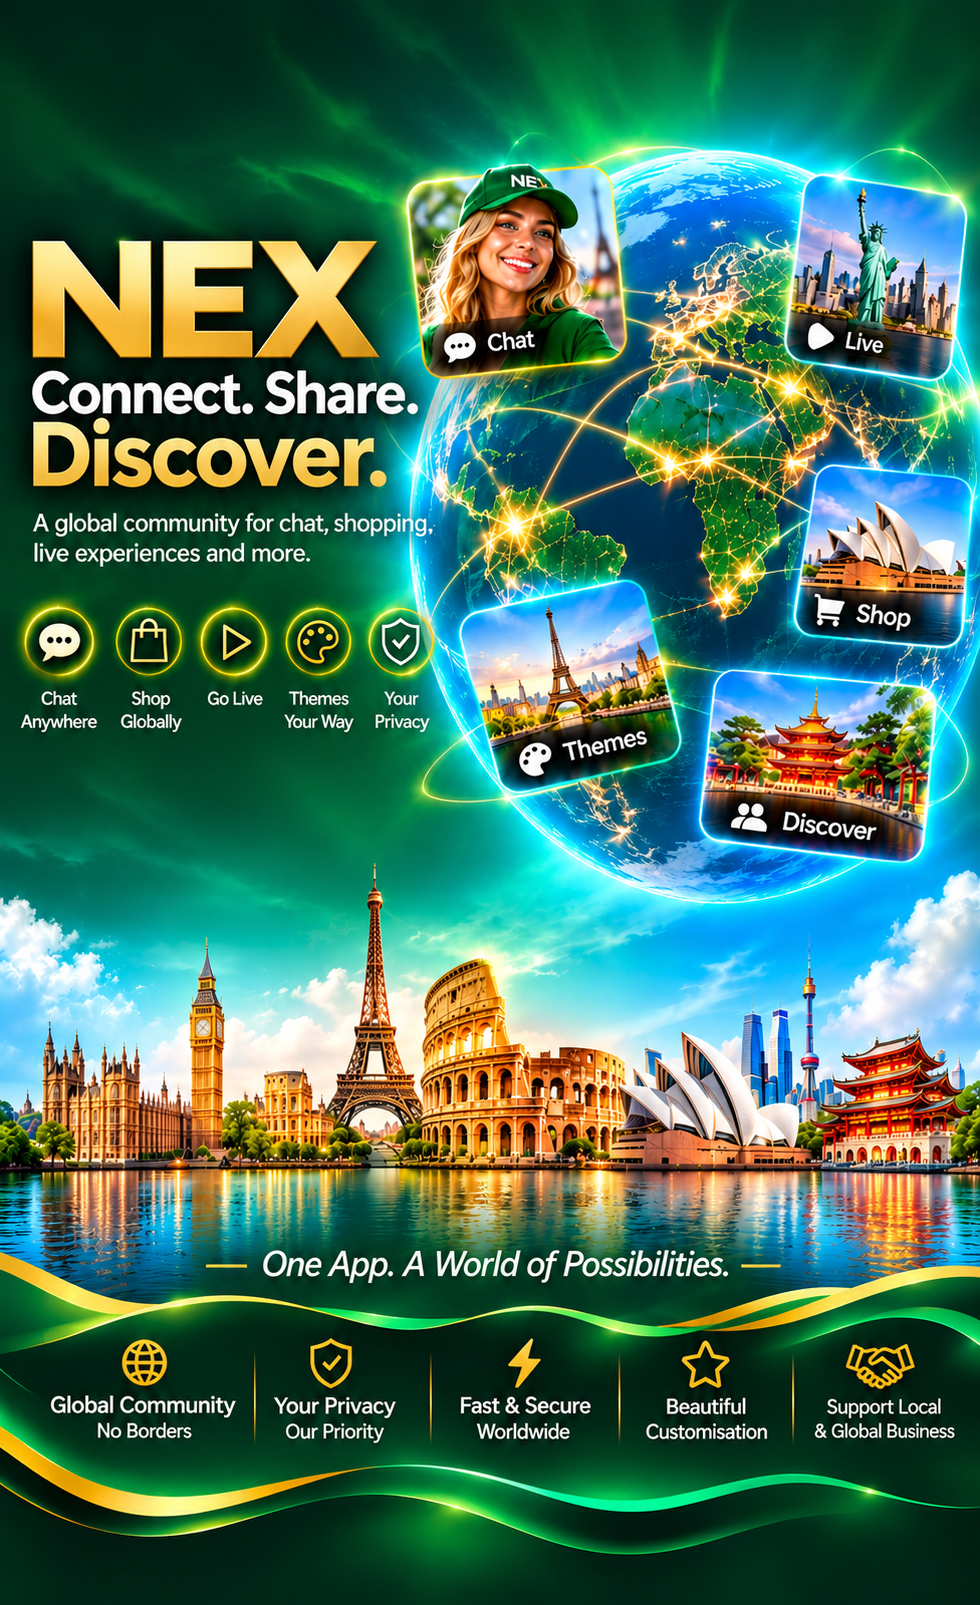 NEX
Connect. Share.
Discover.
A global community for chat, shopping,
live experiences and more.
Chat
Anywhere
Shop
Globally
Go Live
Themes
Your Way
Your
Privacy
NEX
Chat
Live
Shop
Themes
Discover
One App. A World of Possibilities.
Global Community
No Borders
Your Privacy
Our Priority
Fast & Secure
Worldwide
Beautiful
Customisation
Support Local
& Global Business